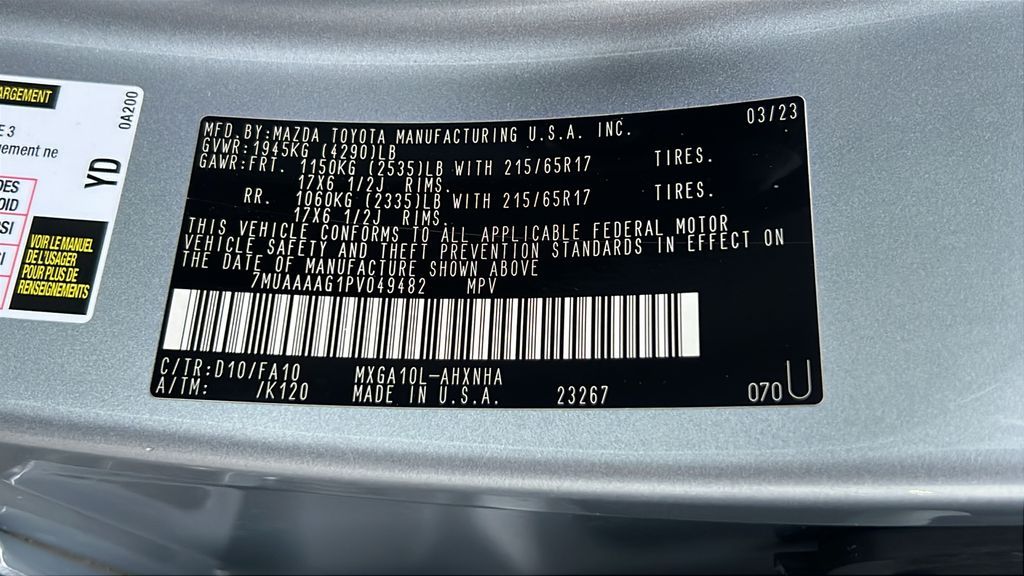 ARGEMENT
E 3
gement ne
DES
OID
SI
I
VOIR LE MANUEL
DE L'USAGER
POUR PLUS DE
RENSEIGNEMENTS
YD
0A200
03/23
MFD. BY:MAZDA TOYOTA MANUFACTURING U.S.A. INC.
GVWR:1945KG (4290)LB
GAWR:FRT. 1150KG (2535)LB WITH 215/65R17 TIRES.
17X6 1/2J RIMS.
RR. 1060KG (2335)LB WITH 215/65R17 TIRES.
17X6 1/2J RIMS.
THIS VEHICLE CONFORMS TO ALL APPLICABLE FEDERAL MOTOR
VEHICLE SAFETY AND THEFT PREVENTION STANDARDS IN EFFECT ON
THE DATE OF MANUFACTURE SHOWN ABOVE
7MUAAAAG1PV049482 MPV
C/TR:D10/FA10 MXGA10L-AHXNHA
A/TM: /K120 MADE IN U.S.A. 23267 070 U